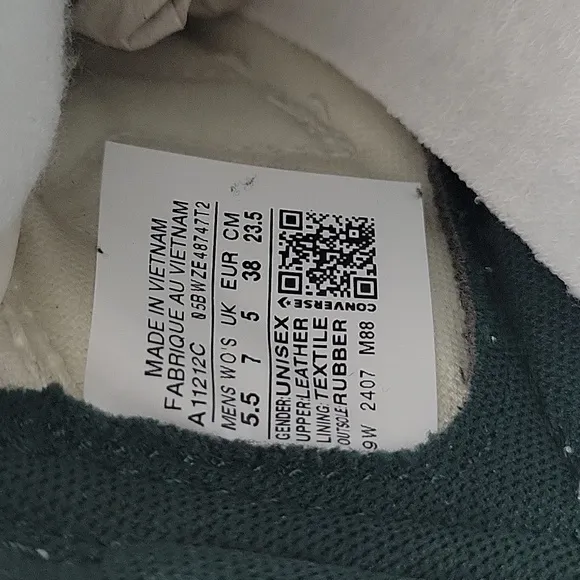 MADE IN VIETNAM
FABRIQUE AU VIETNAM
A11212C 05BWZE48747T2
MENS WO'S UK EUR CM
5.5 7 5 38 23.5
GENDER:UNISEX
UPPER:LEATHER
LINING:TEXTILE
OUTSOLE:RUBBER
CONVERSE
9W 2407 M88